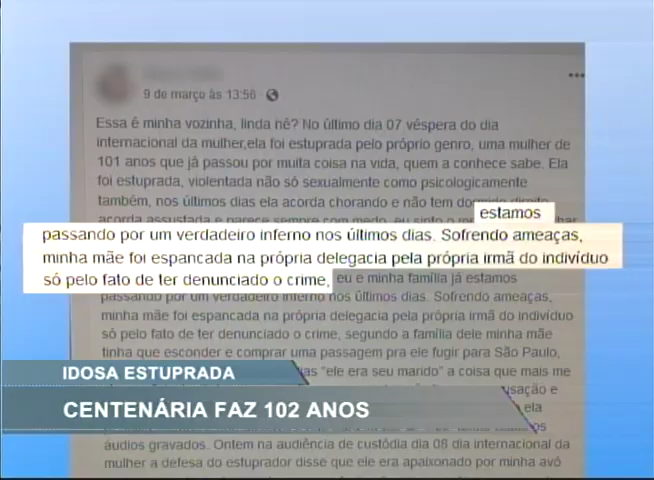 9 de março às 13:56
Essa é minha vozinha, linda né? No último dia 07 véspera do dia
internacional da mulher,ela foi estuprada pelo próprio genro, uma mulher de
101 anos que já passou por muita coisa na vida, quem a conhece sabe. Ela
foi estuprada, violentada não só sexualmente como psicologicamente
também, nos últimos dias ela acorda chorando e não tem
acorda assustada e parece sempre com medo, eu sinto o
estamos
passando por um verdadeiro inferno nos últimos dias. Sofrendo ameaças,
minha mãe foi espancada na própria delegacia pela própria irmã do indivíduo
só pelo fato de ter denunciado o crime, eu e minha família já estamos
passando por um verdadeiro inferno nos últimos dias. Sofrendo ameaças,
minha mãe foi espancada na própria delegacia pela própria irmã do indivíduo
só pelo fato de ter denunciado o crime, segundo a família dele minha mãe
tinha que esconder e comprar uma passagem pra ele fugir para São Paulo,
"ele era seu marido" a coisa que mais me
IDOSA ESTUPRADA
e
CENTENÁRIA FAZ 102 ANOS
ela
áudios gravados. Ontem na audiência de custódia dia 08 dia internacional da
mulher a defesa do estuprador disse que ele era apaixonado por minha avó